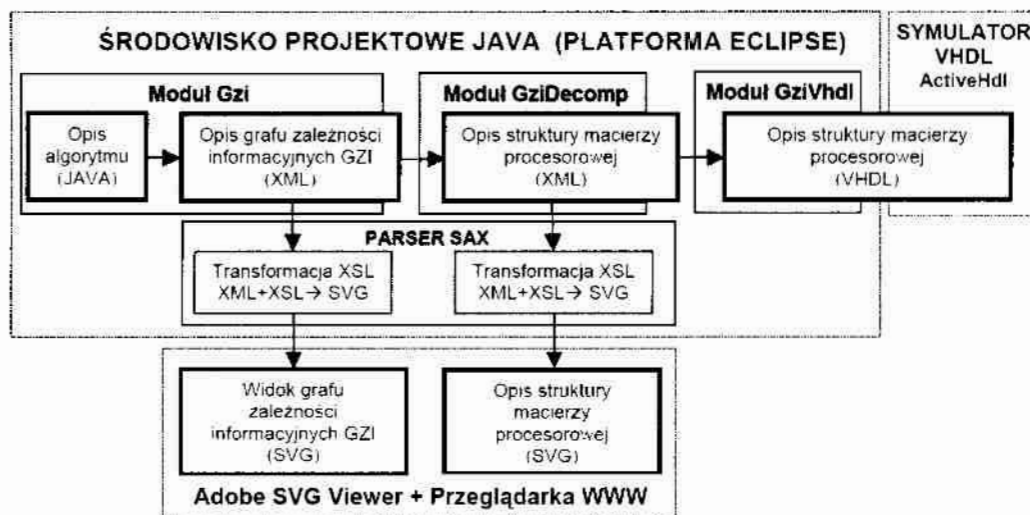 ŚRODOWISKO PROJEKTOWE JAVA (PLATFORMA ECLIPSE)
SYMULATOR
VHDL
ActiveHdl
Moduł Gzi
Moduł GziDecomp
Moduł GziVhdl
Opis
algorytmu
(JAVA)
Opis grafu zależności
informacyjnych GZI
(XML)
Opis struktury macierzy
procesorowej
(XML)
Opis struktury macierzy
procesorowej
(VHDL)
PARSER SAX
Transformacja XSL
XML+XSL→ SVG
Transformacja XSL
XML+XSL→ SVG
Widok grafu
zależności
informacyjnych GZI
(SVG)
Opis struktury
macierzy
procesorowej
(SVG)
Adobe SVG Viewer + Przeglądarka WWW